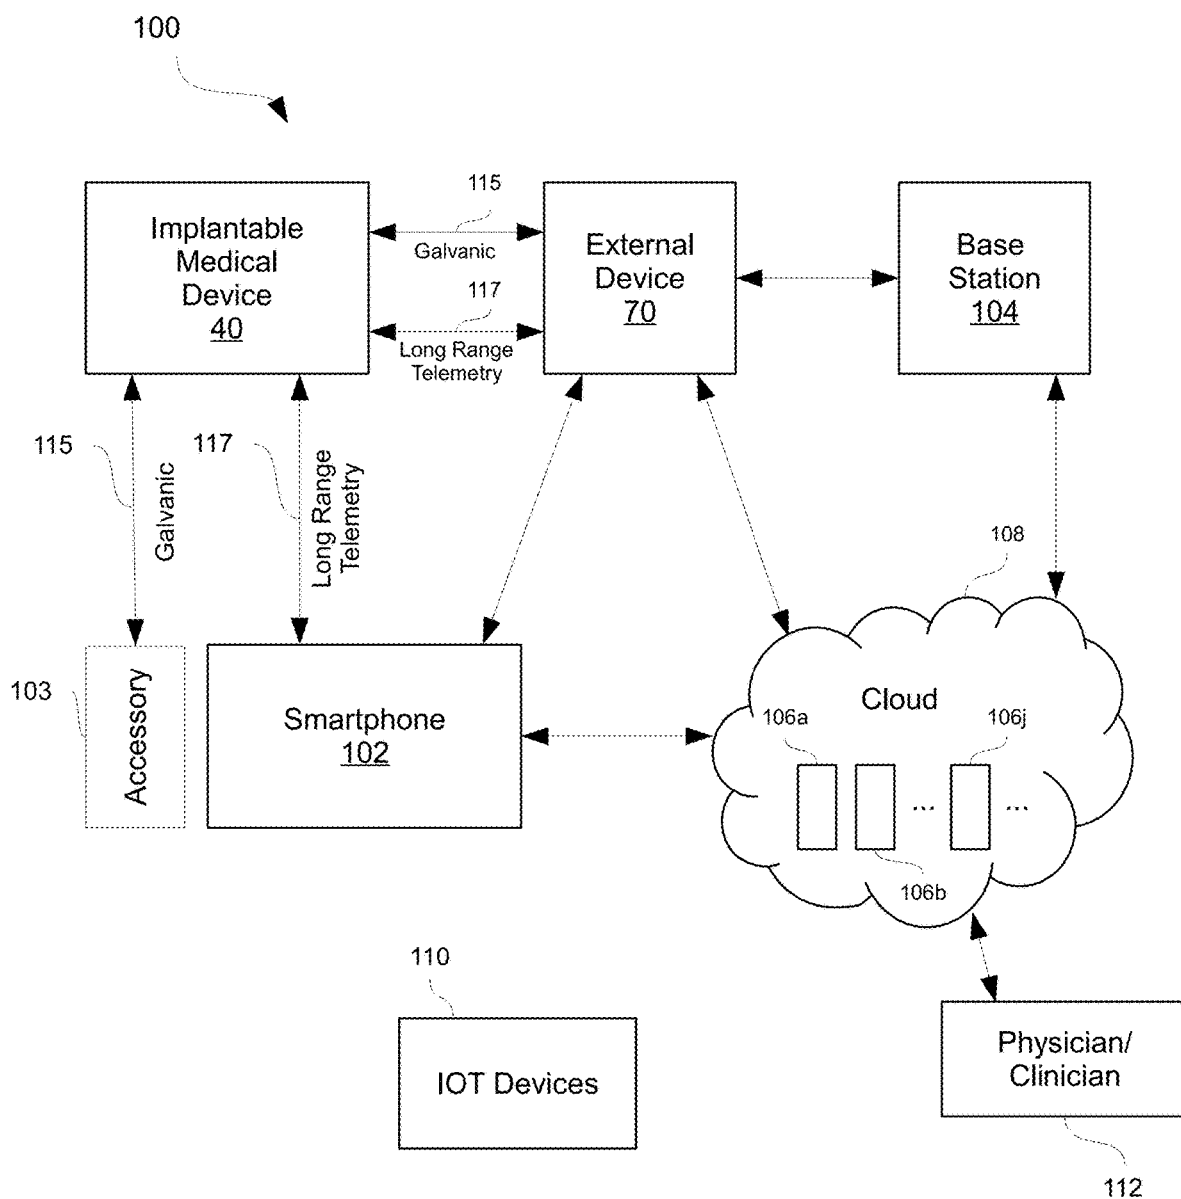 100
Implantable
Medical
Device
40
115
Galvanic
117
Long Range
Telemetry
External
Device
70
Base
Station
104
115
Galvanic
117
Long Range
Telemetry
108
103
Accessory
Smartphone
102
Cloud
106a
106j
... ...
106b
110
IOT Devices
Physician/
Clinician
112